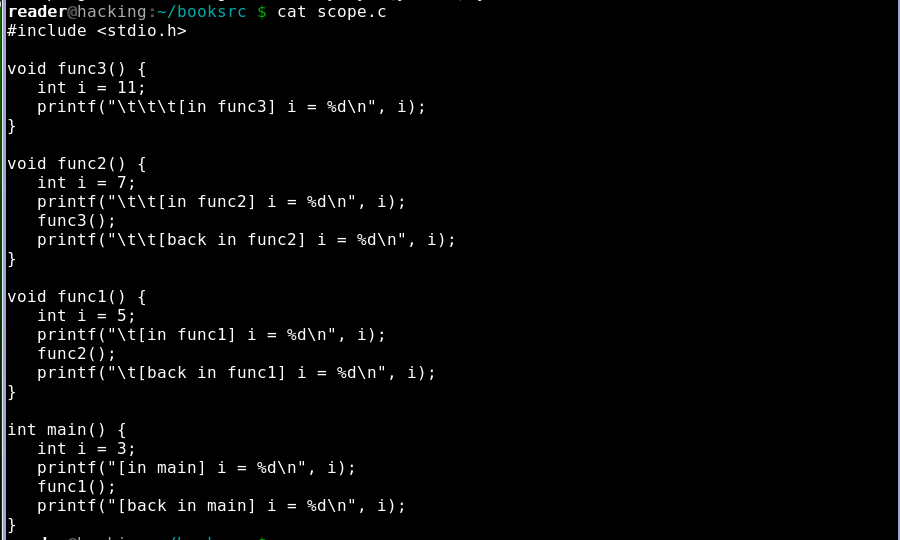 reader@hacking:~/booksrc $ cat scope.c
#include <stdio.h>

void func3() {
   int i = 11;
   printf("\t\t\t[in func3] i = %d\n", i);
}

void func2() {
   int i = 7;
   printf("\t\t[in func2] i = %d\n", i);
   func3();
   printf("\t\t[back in func2] i = %d\n", i);
}

void func1() {
   int i = 5;
   printf("\t[in func1] i = %d\n", i);
   func2();
   printf("\t[back in func1] i = %d\n", i);
}

int main() {
   int i = 3;
   printf("[in main] i = %d\n", i);
   func1();
   printf("[back in main] i = %d\n", i);
}